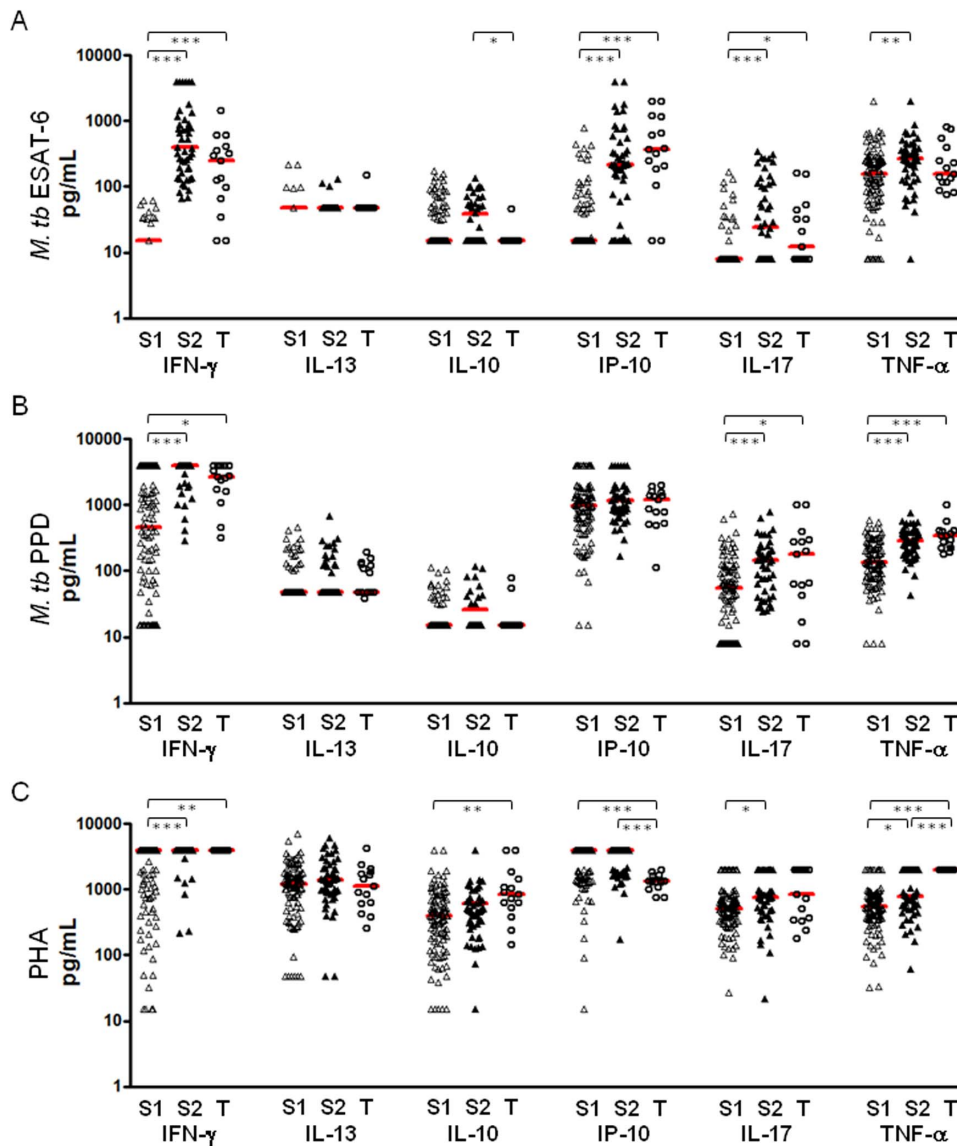 A
*** * *** *
*** *** *** **
10000
1000
100
10
1
M. tb ESAT-6
pg/mL
S1 S2 T S1 S2 T S1 S2 T S1 S2 T S1 S2 T S1 S2 T
IFN-γ IL-13 IL-10 IP-10 IL-17 TNF-α
B
* * ***
*** *** ***
10000
1000
100
10
1
M. tb PPD
pg/mL
S1 S2 T S1 S2 T S1 S2 T S1 S2 T S1 S2 T S1 S2 T
IFN-γ IL-13 IL-10 IP-10 IL-17 TNF-α
C
** ** *** * ***
*** *** * ***
10000
1000
100
10
1
PHA
pg/mL
S1 S2 T S1 S2 T S1 S2 T S1 S2 T S1 S2 T S1 S2 T
IFN-γ IL-13 IL-10 IP-10 IL-17 TNF-α